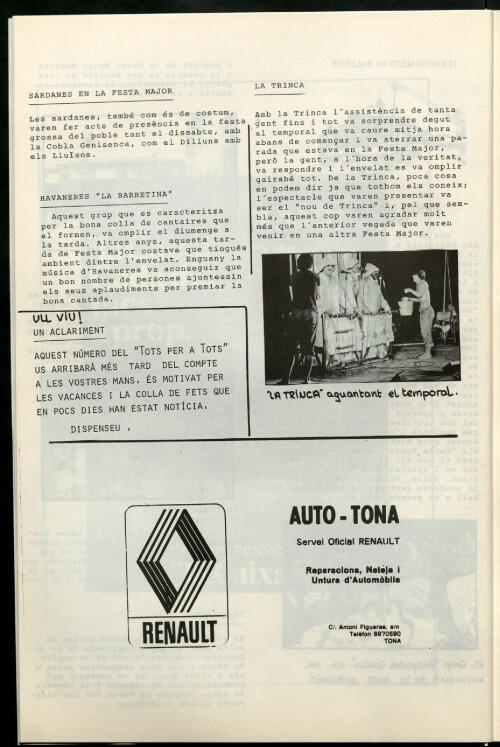 SARDANES EN LA FESTA MAJOR
Les sardanes, també com és de costum,
varen fer acte de presència en la festa
grossa del poble tant el dissabte, amb
la Cobla Genisenca, com el Dilluns amb
els LluIsos.
HAVANERES "LA BARRETINA"
Aquest grup que es caracteritza
per la bona colla de cantaires que
el formen, va omplir el diumenge a
la tarda. Altres anys, aquesta tar-
da de Festa Major costava que tingués
ambient dintre l'envelat. Enguany la
música d'Havaneres va aconseguir que
un bon nombre de persones ajuntessin
els seus aplaudiments per premiar la
bona cantada.
ULL VIU!
UN ACLARIMENT
AQUEST NÚMERO DEL "TOTS PER A TOTS"
US ARRIBARÀ MÉS TARD DEL COMPTE
A LES VOSTRES MANS. ÉS MOTIVAT PER
LES VACANCES I LA COLLA DE FETS QUE
EN POCS DIES HAN ESTAT NOTÍCIA.
DISPENSEU .
LA TRINCA
Amb la Trinca l´assistència de tanta
gent fins i tot va sorprendre degut
al temporal que va caure mitja hora
abans de començar i va aterrar una pa-
rada que estava en la Festa Major,
però la gent, a l´hora de la veritat,
va respondre i l´envelat es va omplir
gairabé tot. De la Trinca, poca cosa
en podem dir ja que tothom els coneix;
l´espectacle que varen presentar va
ser el "nou de Trinca" i, pel que sem-
bla, aquest cop varen agradar molt
més que l´anterior vegada que varen
venir en una altra Festa Major.
"LA TRINCA" aguantant el temporal.
RENAULT
AUTO - TONA
Servei Oficial RENAULT
Reparacions, Neteja i
Untura d'Automòbils
C/. Antoni Figueras, s/n
Telèfon 8870590
TONA